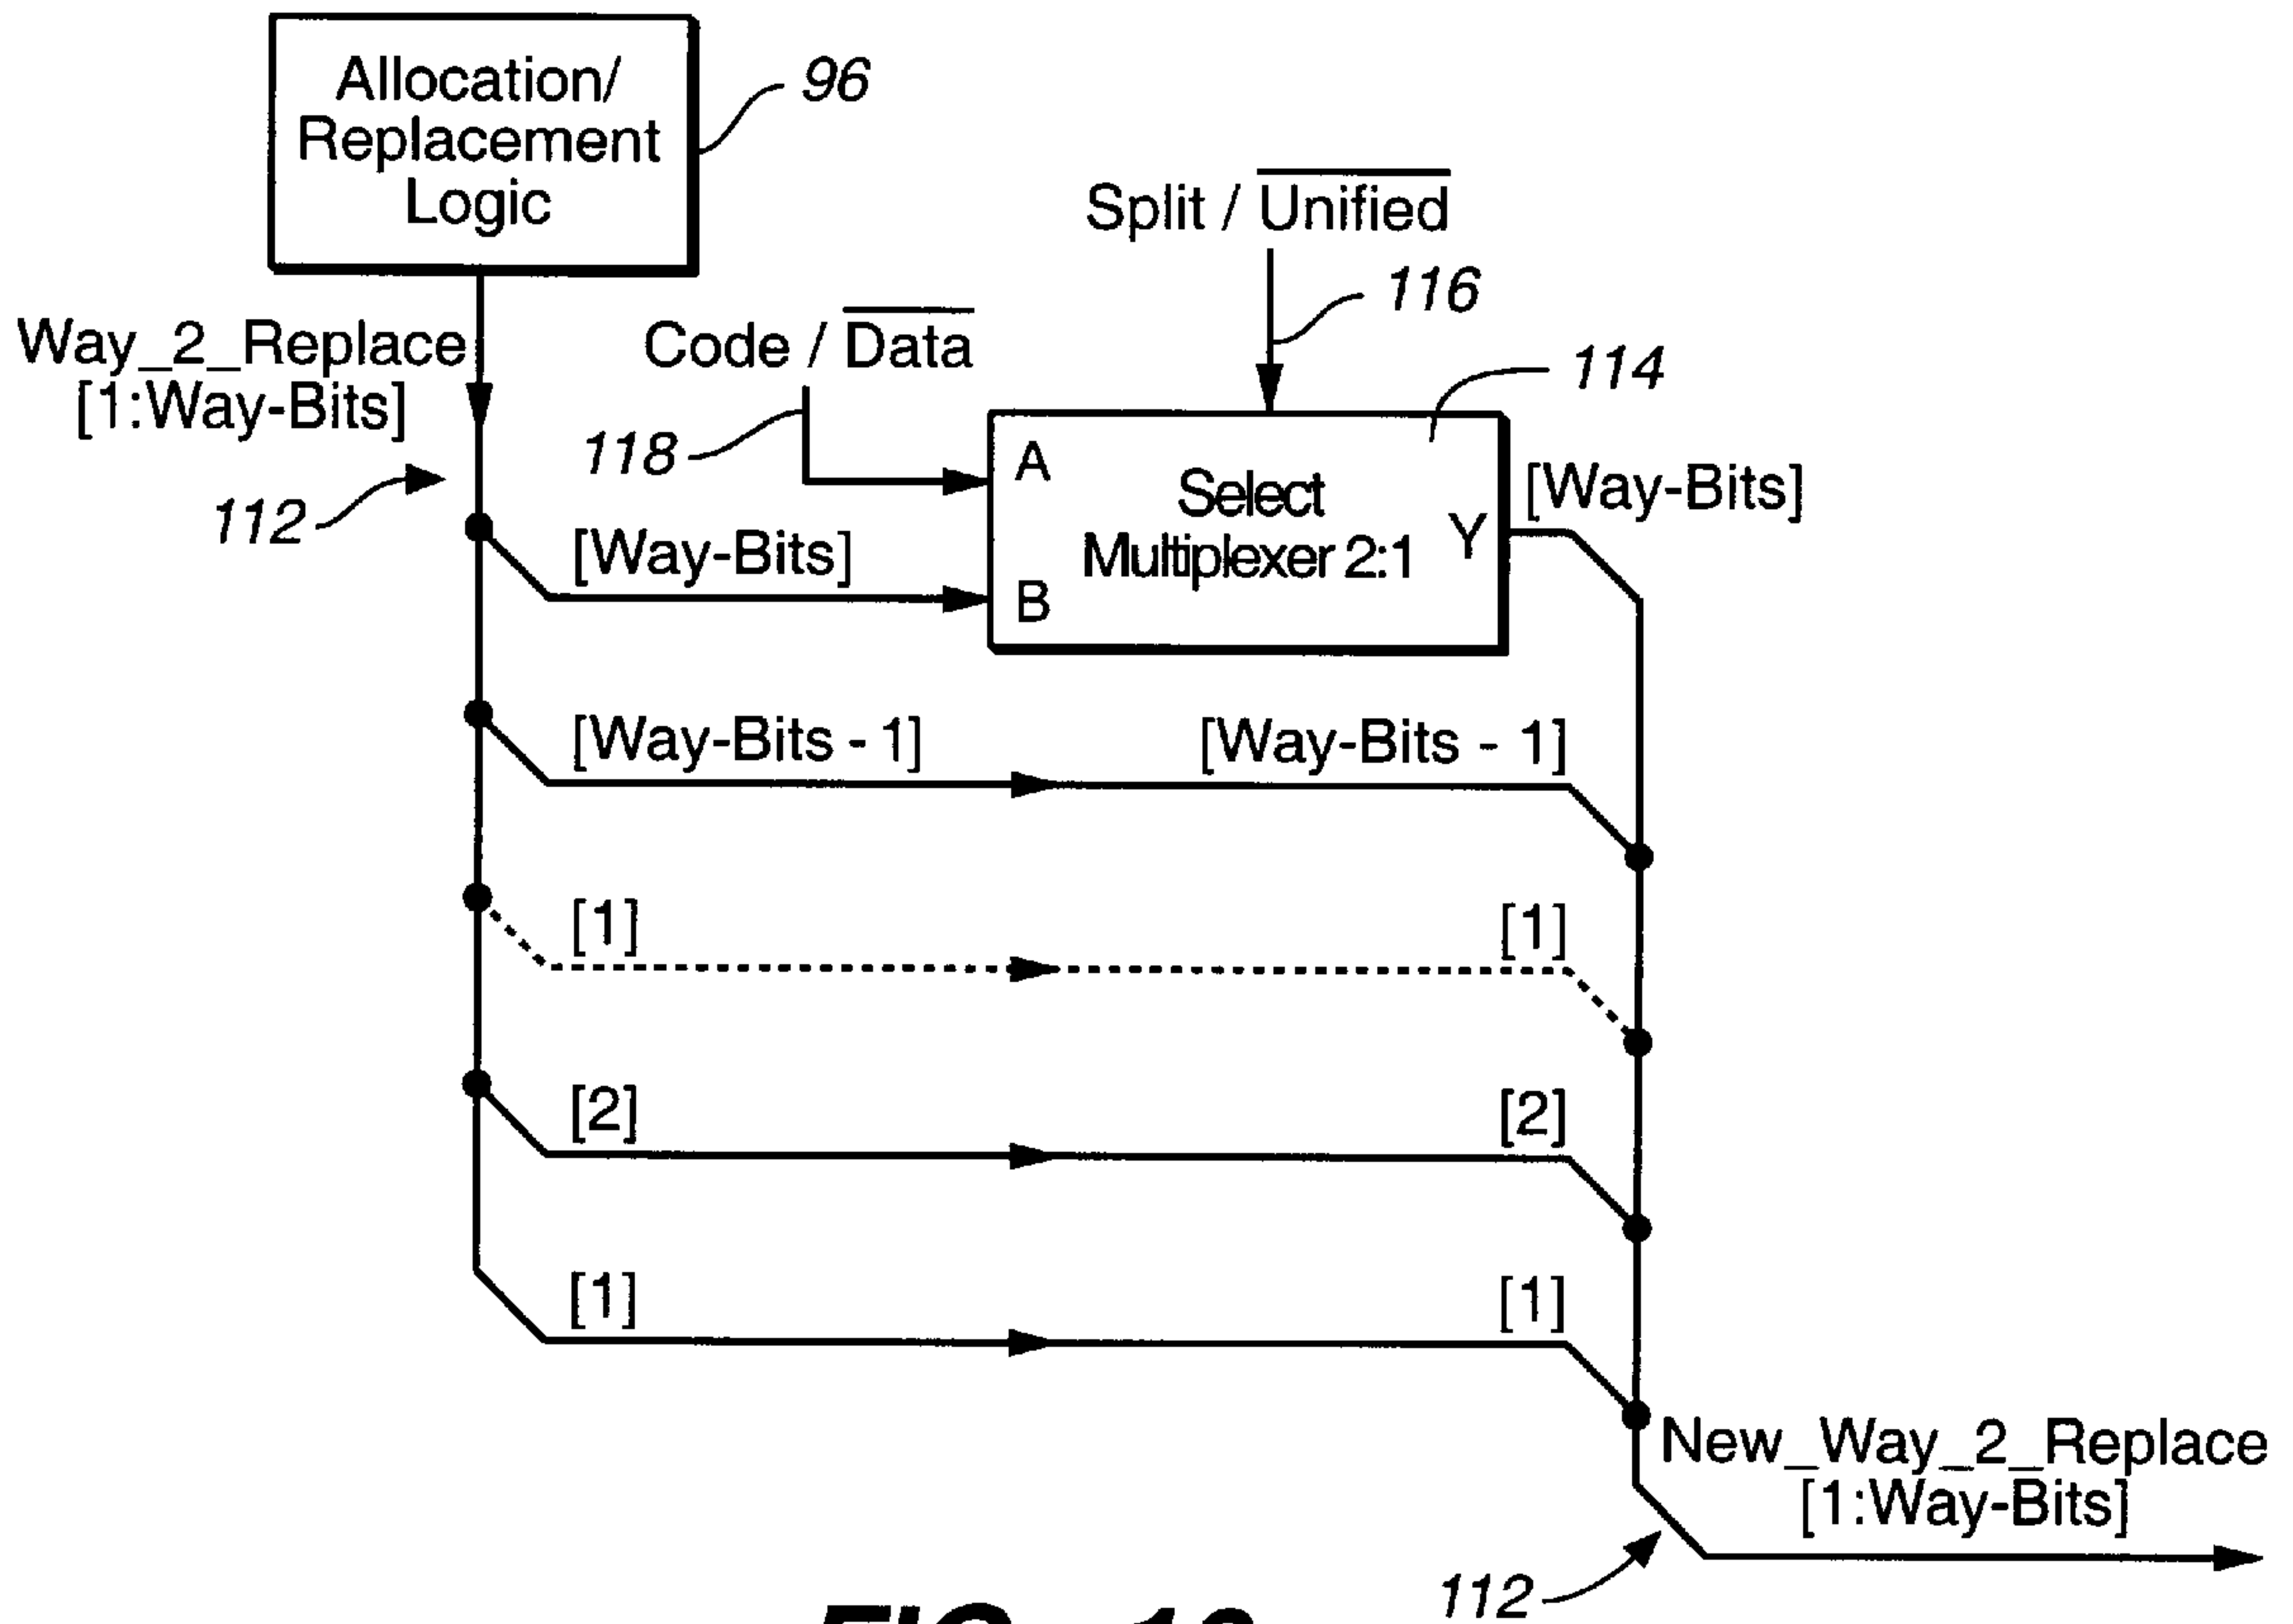 Allocation/
Replacement
Logic
96
Split / Unified
116
Way_2_Replace
[1:Way-Bits]
Code / Data
114
118
A
Select
Multiplexer 2:1
Y
B
[Way-Bits]
112
[Way-Bits]
[Way-Bits - 1]
[Way-Bits - 1]
[1]
[1]
[2]
[2]
[1]
[1]
New_Way_2_Replace
[1:Way-Bits]
112